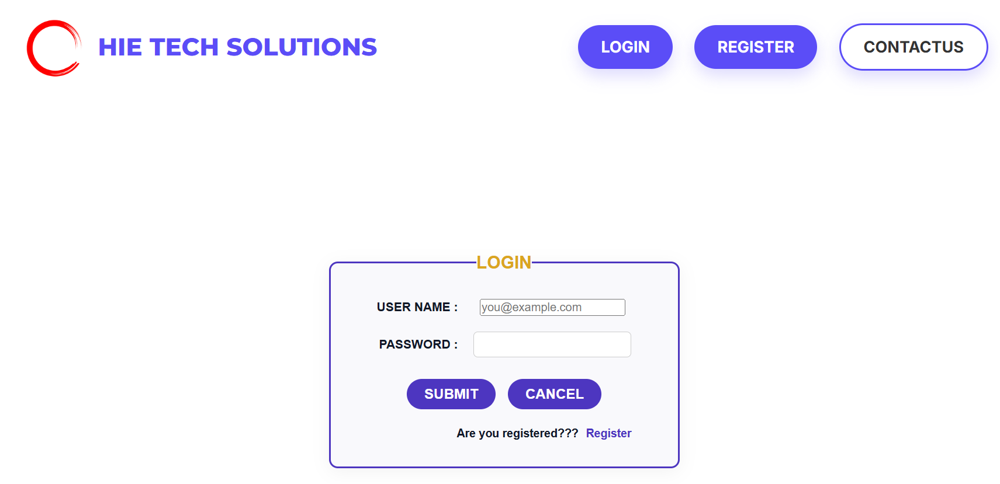 HIE TECH SOLUTIONS
LOGIN
REGISTER
CONTACTUS
LOGIN
USER NAME :
you@example.com
PASSWORD :
SUBMIT
CANCEL
Are you registered??? Register